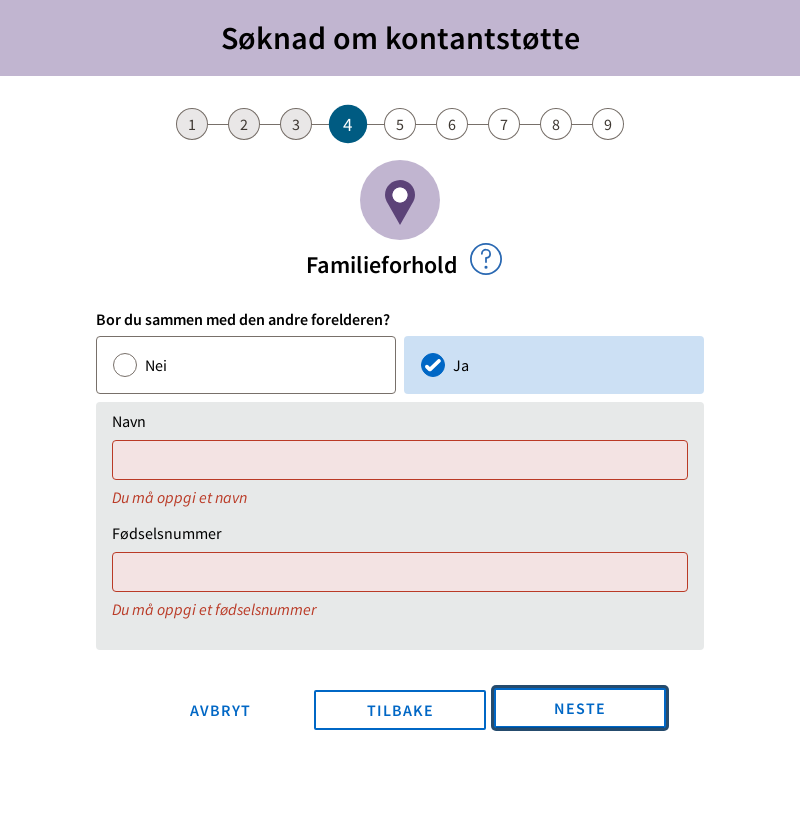 Søknad om kontantstøtte
1 2 3 4 5 6 7 8 9
Familieforhold ?
Bor du sammen med den andre forelderen?
Nei Ja
Navn
Du må oppgi et navn
Fødselsnummer
Du må oppgi et fødselsnummer
AVBRYT TILBAKE NESTE